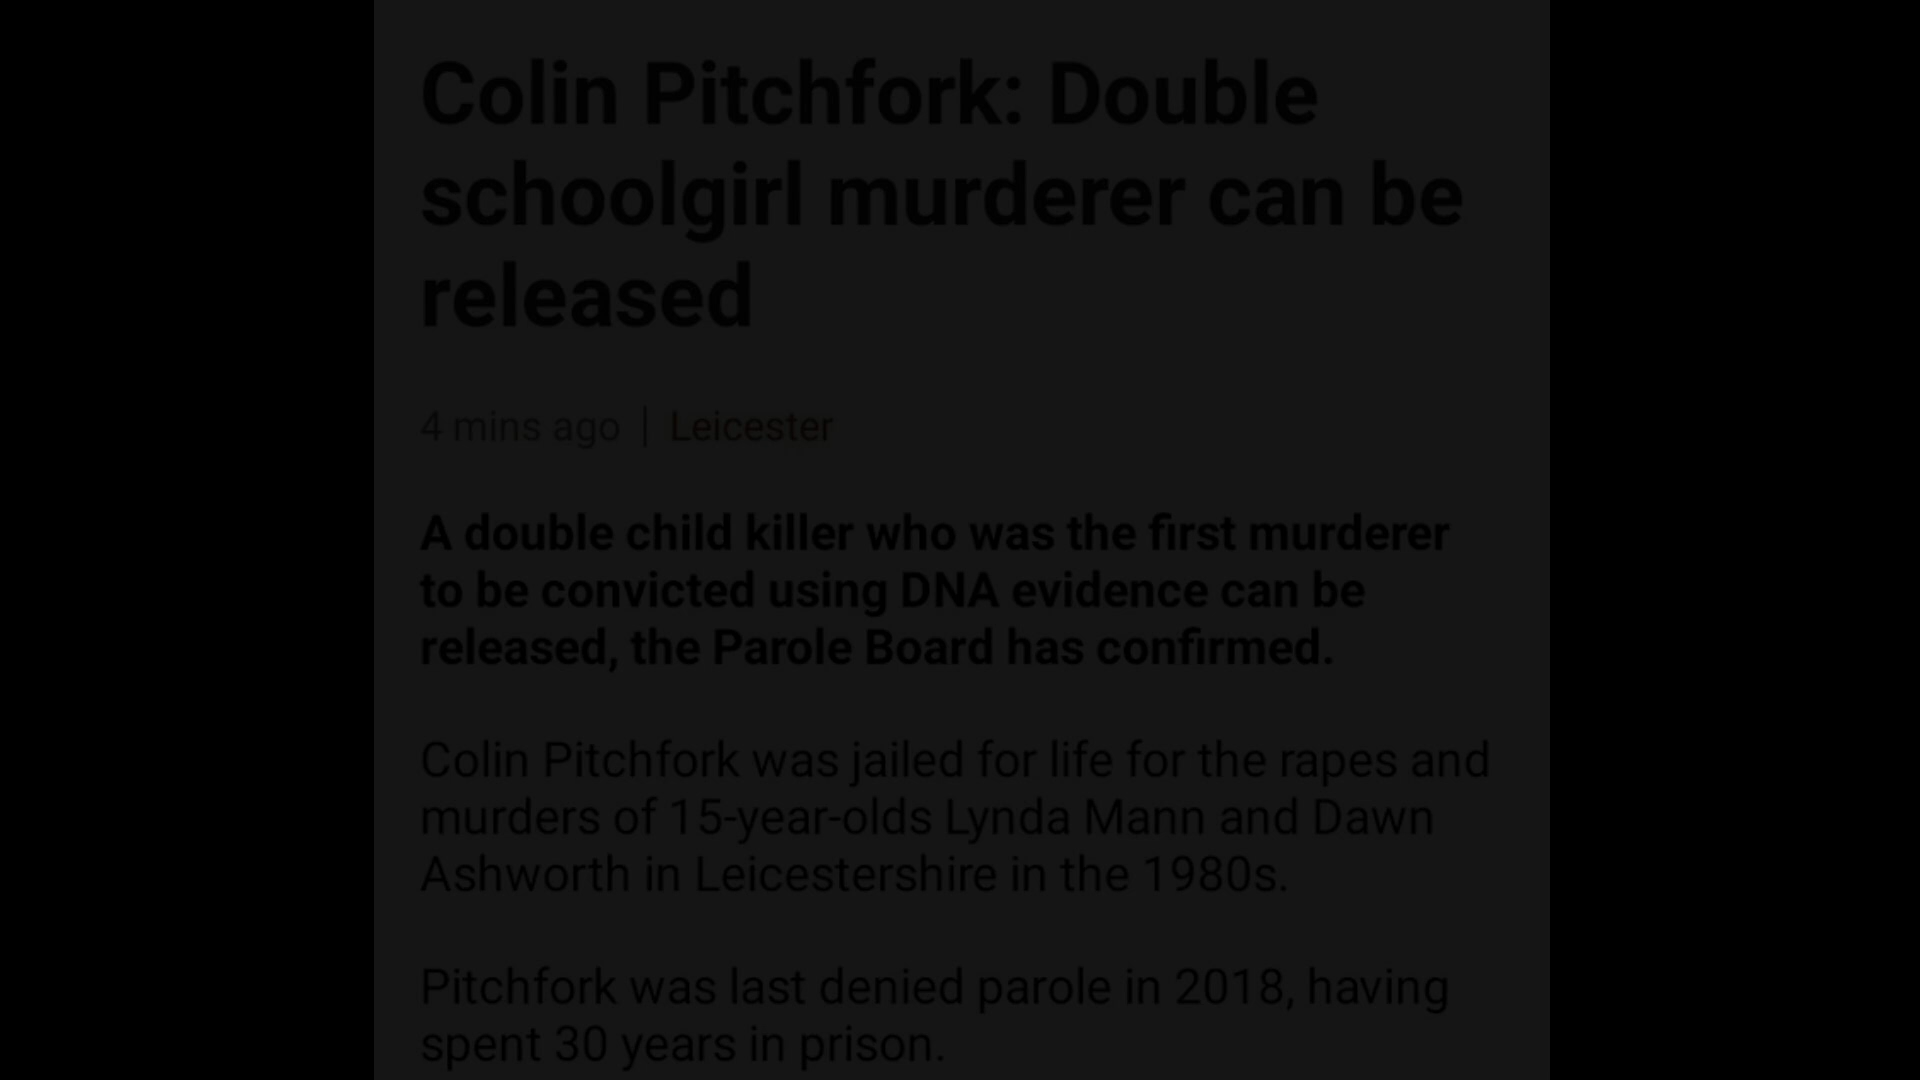 Colin Pitchfork: Double
schoolgirl murderer can be
released
4 mins ago | Leicester
A double child killer who was the first murderer
to be convicted using DNA evidence can be
released, the Parole Board has confirmed.
Colin Pitchfork was jailed for life for the rapes and
murders of 15-year-olds Lynda Mann and Dawn
Ashworth in Leicestershire in the 1980s.
Pitchfork was last denied parole in 2018, having
spent 30 years in prison.